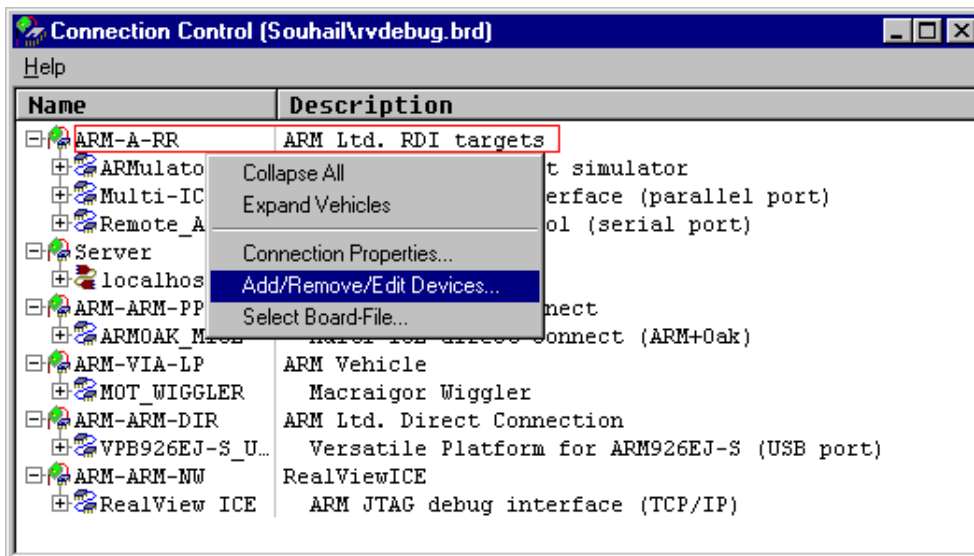 Connection Control (Souhail\rvdebug.brd)
Help
Name Description
ARM-A-RR ARM Ltd. RDI targets
ARMulato t simulator
Multi-IC erface (parallel port)
Remote_A ol (serial port)
Server
localhos
ARM-ARM-PP nect
ARMOAK_M connect (ARM+Oak)
ARM-VIA-LP ARM Vehicle
MOT_WIGGLER Macraigor Wiggler
ARM-ARM-DIR ARM Ltd. Direct Connection
VPB926EJ-S_U... Versatile Platform for ARM926EJ-S (USB port)
ARM-ARM-NW RealViewICE
RealView ICE ARM JTAG debug interface (TCP/IP)
Collapse All
Expand Vehicles
Connection Properties...
Add/Remove/Edit Devices...
Select Board-File...